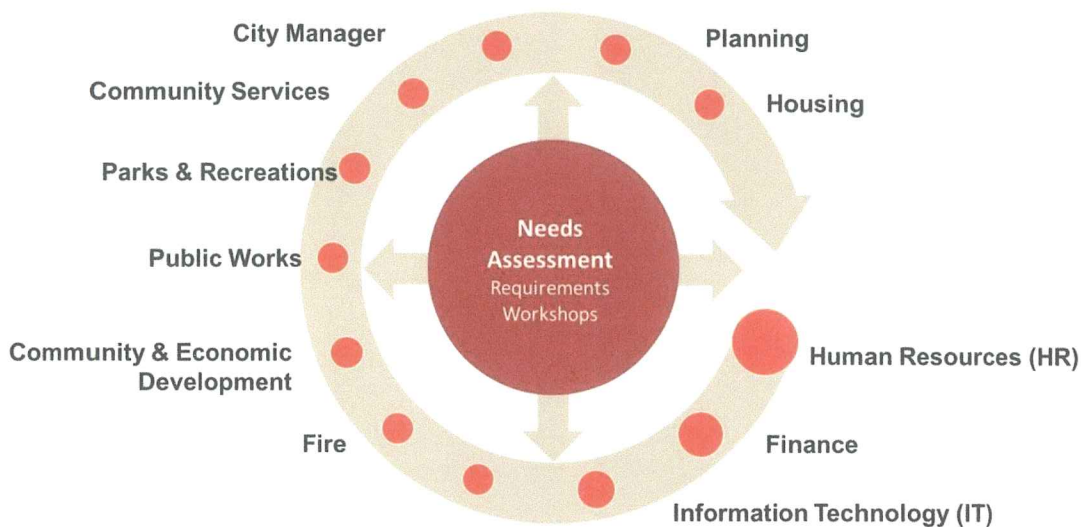 City Manager
Planning
Community Services
Housing
Parks & Recreations
Public Works
Needs
Assessment
Requirements
Workshops
Community & Economic
Development
Human Resources (HR)
Fire
Finance
Information Technology (IT)